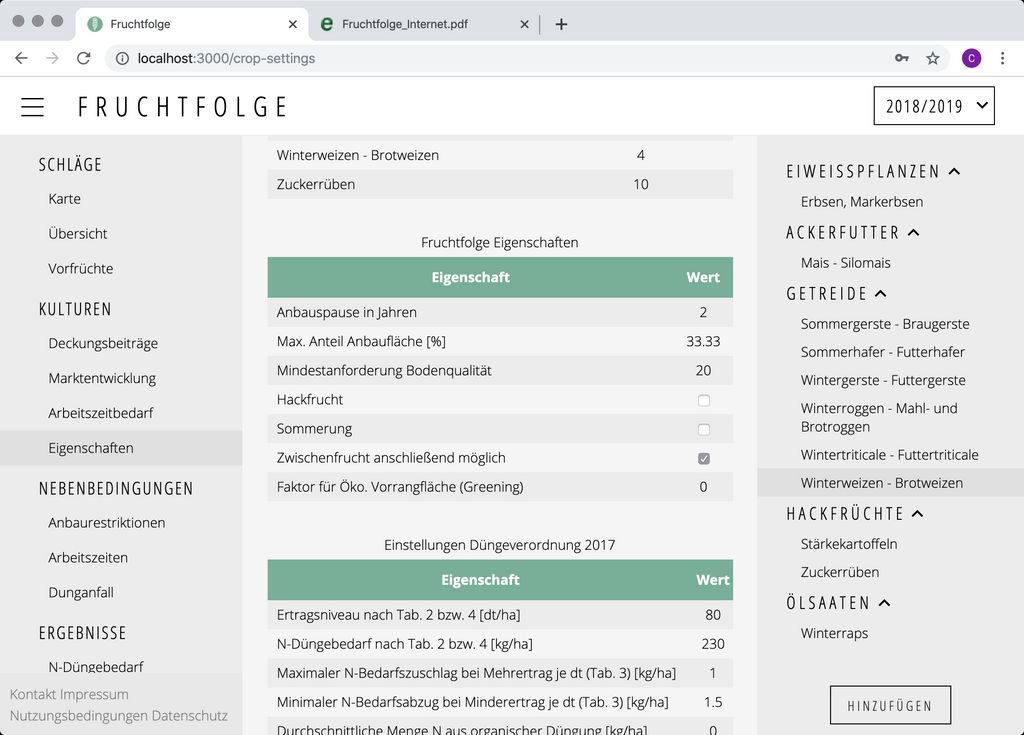 Fruchtfolge
Fruchtfolge_Internet.pdf
localhost:3000/crop-settings
C
FRUCHTFOLGE
2018/2019
SCHLÄGE
Karte
Übersicht
Vorfrüchte
KULTUREN
Deckungsbeiträge
Marktentwicklung
Arbeitszeitbedarf
Eigenschaften
NEBENBEDINGUNGEN
Anbaurestriktionen
Arbeitszeiten
Dunganfall
ERGEBNISSE
N-Düngebedarf
Kontakt Impressum
Nutzungsbedingungen Datenschutz
Winterweizen - Brotweizen 4
Zuckerrüben 10
Fruchtfolge Eigenschaften
Eigenschaft Wert
Anbauspause in Jahren 2
Max. Anteil Anbaufläche [%] 33.33
Mindestanforderung Bodenqualität 20
Hackfrucht
Sommerung
Zwischenfrucht anschließend möglich
Faktor für Öko. Vorrangfläche (Greening) 0
Einstellungen Düngeverordnung 2017
Eigenschaft Wert
Ertragsniveau nach Tab. 2 bzw. 4 [dt/ha] 80
N-Düngebedarf nach Tab. 2 bzw. 4 [kg/ha] 230
Maximaler N-Bedarfszuschlag bei Mehrertrag je dt (Tab. 3) [kg/ha] 1
Minimaler N-Bedarfsabzug bei Minderertrag je dt (Tab. 3) [kg/ha] 1.5
Durchschnittliche Menge N aus organischer Düngung [kg/ha] 0
EIWEISSPFLANZEN
Erbsen, Markerbsen
ACKERFUTTER
Mais - Silomais
GETREIDE
Sommergerste - Braugerste
Sommerhafer - Futterhafer
Wintergerste - Futtergerste
Winterroggen - Mahl- und
Brotroggen
Wintertriticale - Futtertriticale
Winterweizen - Brotweizen
HACKFRÜCHTE
Stärkekartoffeln
Zuckerrüben
ÖLSAATEN
Winterraps
HINZUFÜGEN